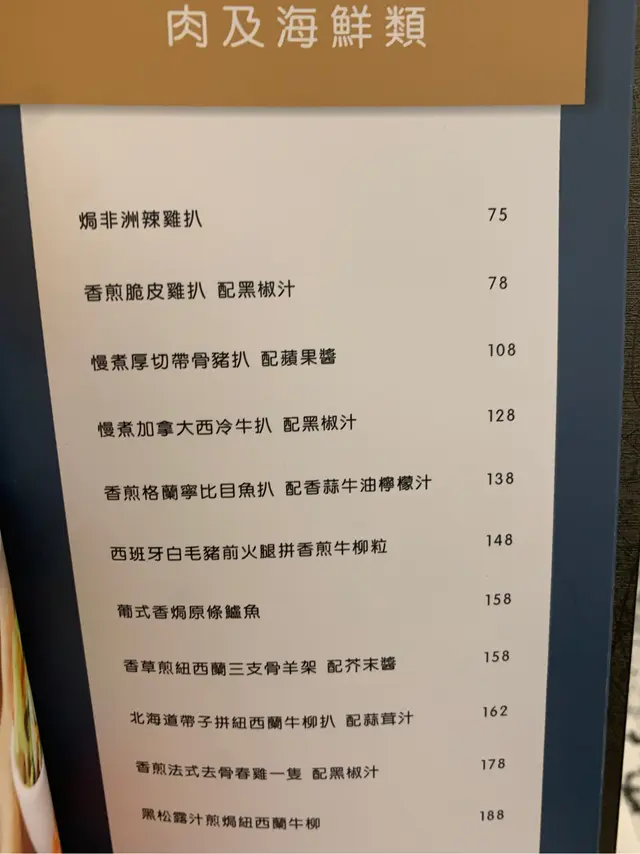 肉及海鮮類
焗非洲辣雞扒 75
香煎脆皮雞扒 配黑椒汁 78
慢煮厚切帶骨豬扒 配蘋果醬 108
慢煮加拿大西冷牛扒 配黑椒汁 128
香煎格蘭寧比目魚扒 配香蒜牛油檸檬汁 138
西班牙白毛豬前火腿拼香煎牛柳粒 148
葡式香焗原條鱸魚 158
香草煎紐西蘭三支骨羊架 配芥末醬 158
北海道帶子拼紐西蘭牛柳扒 配蒜茸汁 162
香煎法式去骨春雞一隻 配黑椒汁 178
黑松露汁煎焗紐西蘭牛柳 188